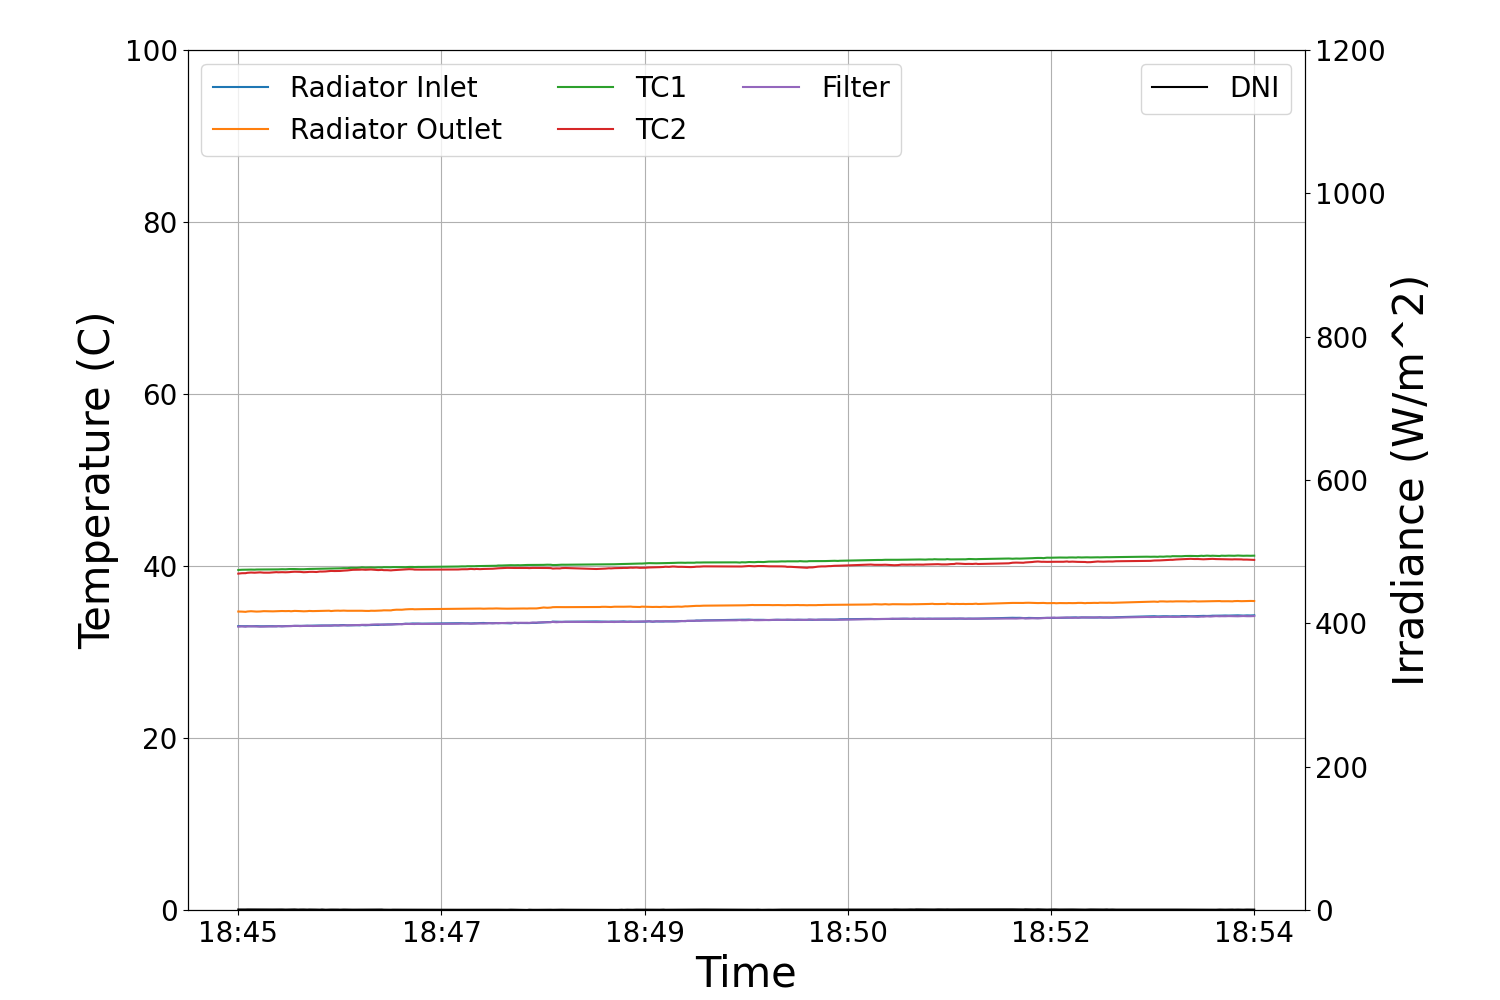 Radiator Inlet
Radiator Outlet
TC1
TC2
Filter
DNI
Temperature (C)
100
80
60
40
20
0
Irradiance (W/m^2)
1200
1000
800
600
400
200
0
18:45 18:47 18:49 18:50 18:52 18:54
Time